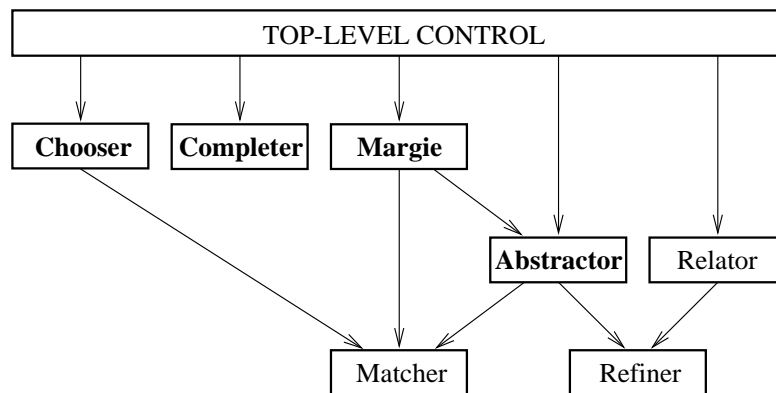 TOP-LEVEL CONTROL
Chooser
Completer
Margie
Abstractor
Relator
Matcher
Refiner